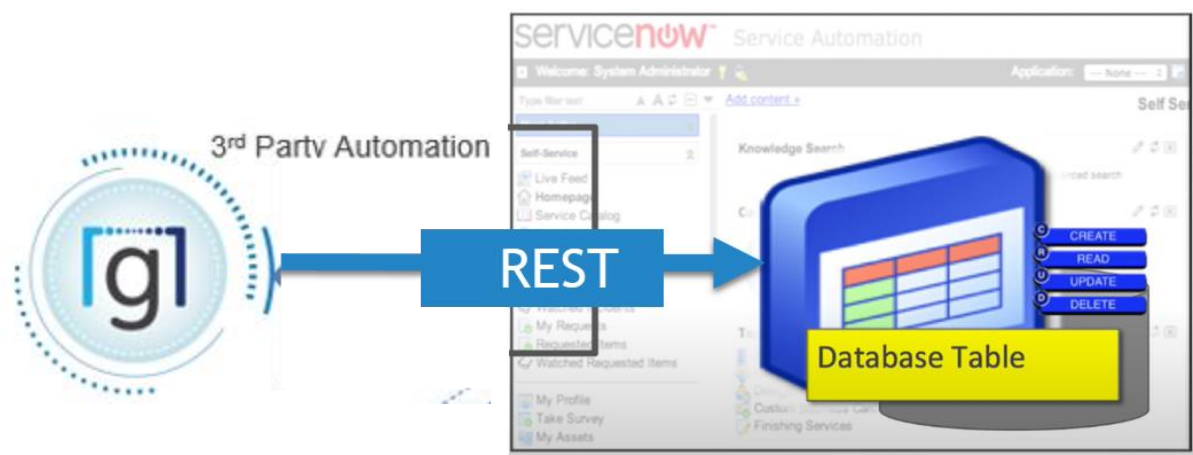 servicenow™ Service Automation
Welcome: System Administrator
Application: -- None --
Type filter text
A A
Add content »
Self Ser
3rd Party Automation
Self-Service
Knowledge Search
Live Feed
Homepage
Service Catalog
g
REST
C CREATE
R READ
U UPDATE
D DELETE
Watched Incidents
My Requests
Requested Items
Watched Requested Items
Database Table
My Profile
Take Survey
Finishing Services
My Assets